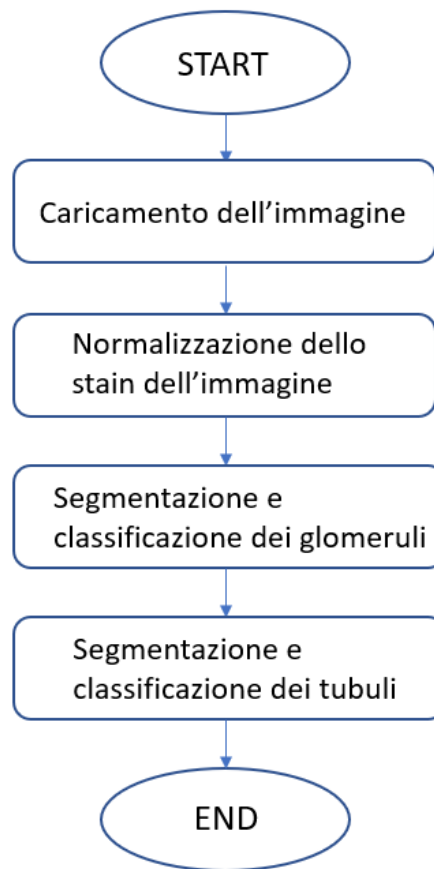 START
Caricamento dell'immagine
Normalizzazione dello
stain dell'immagine
Segmentazione e
classificazione dei glomeruli
Segmentazione e
classificazione dei tubuli
END